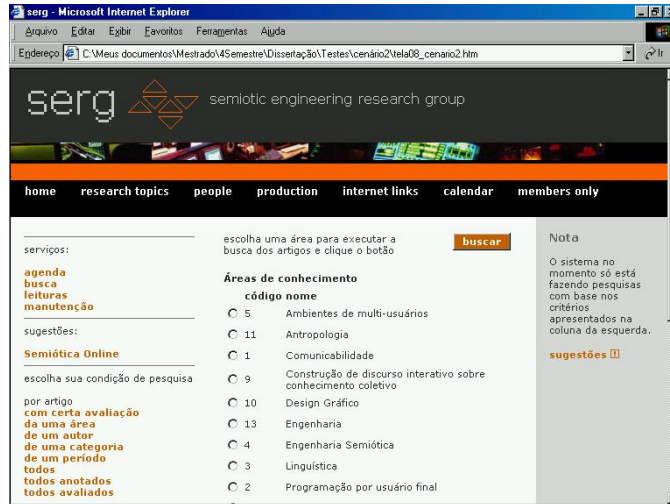 serg - Microsoft Internet Explorer
Arquivo Editar Exibir Favoritos Ferramentas Ajuda
Endereço C:\Meus documentos\Mestrado\4Semestre\Dissertação\Testes\cenário2\tela08_cenario2.htm Ir
serg semiotic engineering research group
home research topics people production internet links calendar members only
serviços:
agenda
busca
leituras
manutenção
sugestões:
Semiótica Online
escolha sua condição de pesquisa
por artigo
com certa avaliação
da uma área
de um autor
de uma categoria
de um período
todos
todos anotados
todos avaliados
escolha uma área para executar a
busca dos artigos e clique o botão
buscar
Áreas de conhecimento
código nome
5 Ambientes de multi-usuários
11 Antropologia
1 Comunicabilidade
9 Construção de discurso interativo sobre
conhecimento coletivo
10 Design Gráfico
13 Engenharia
4 Engenharia Semiótica
3 Linguística
2 Programação por usuário final
Nota
O sistema no
momento só está
fazendo pesquisas
com base nos
critérios
apresentados na
coluna da esquerda.
sugestões !